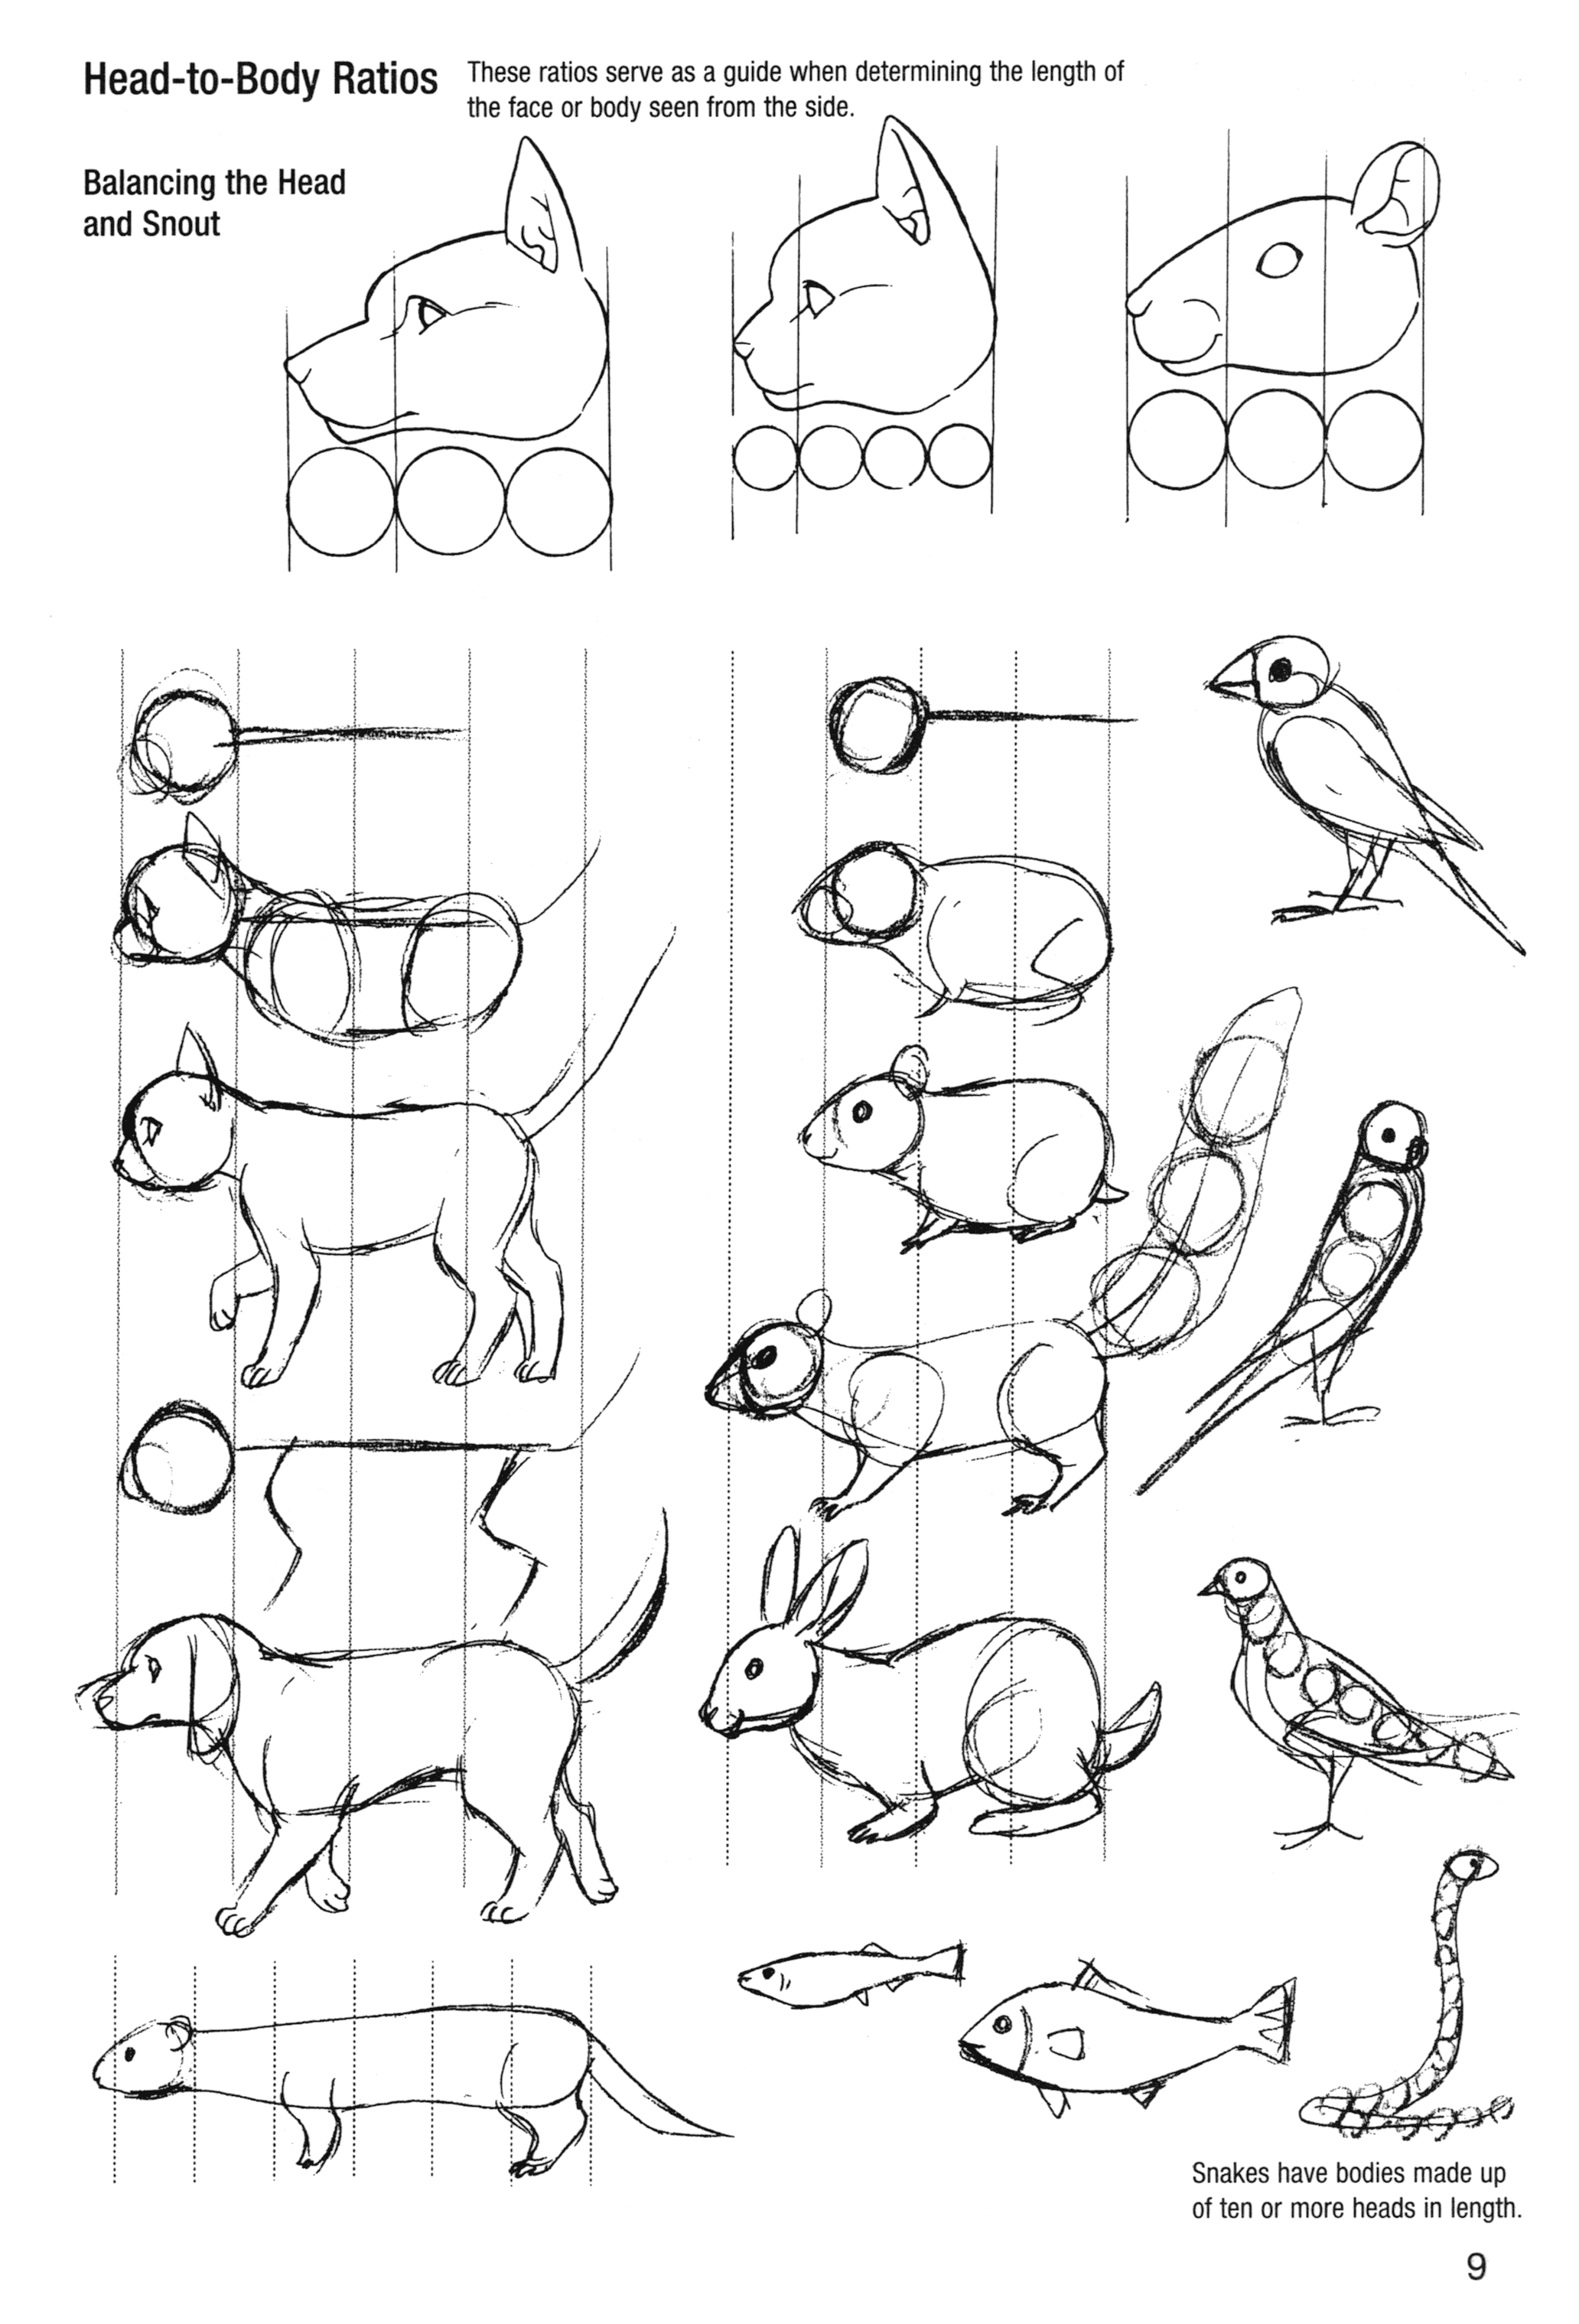 Head-to-Body Ratios
These ratios serve as a guide when determining the length of
the face or body seen from the side.
Balancing the Head
and Snout
Snakes have bodies made up
of ten or more heads in length.
9